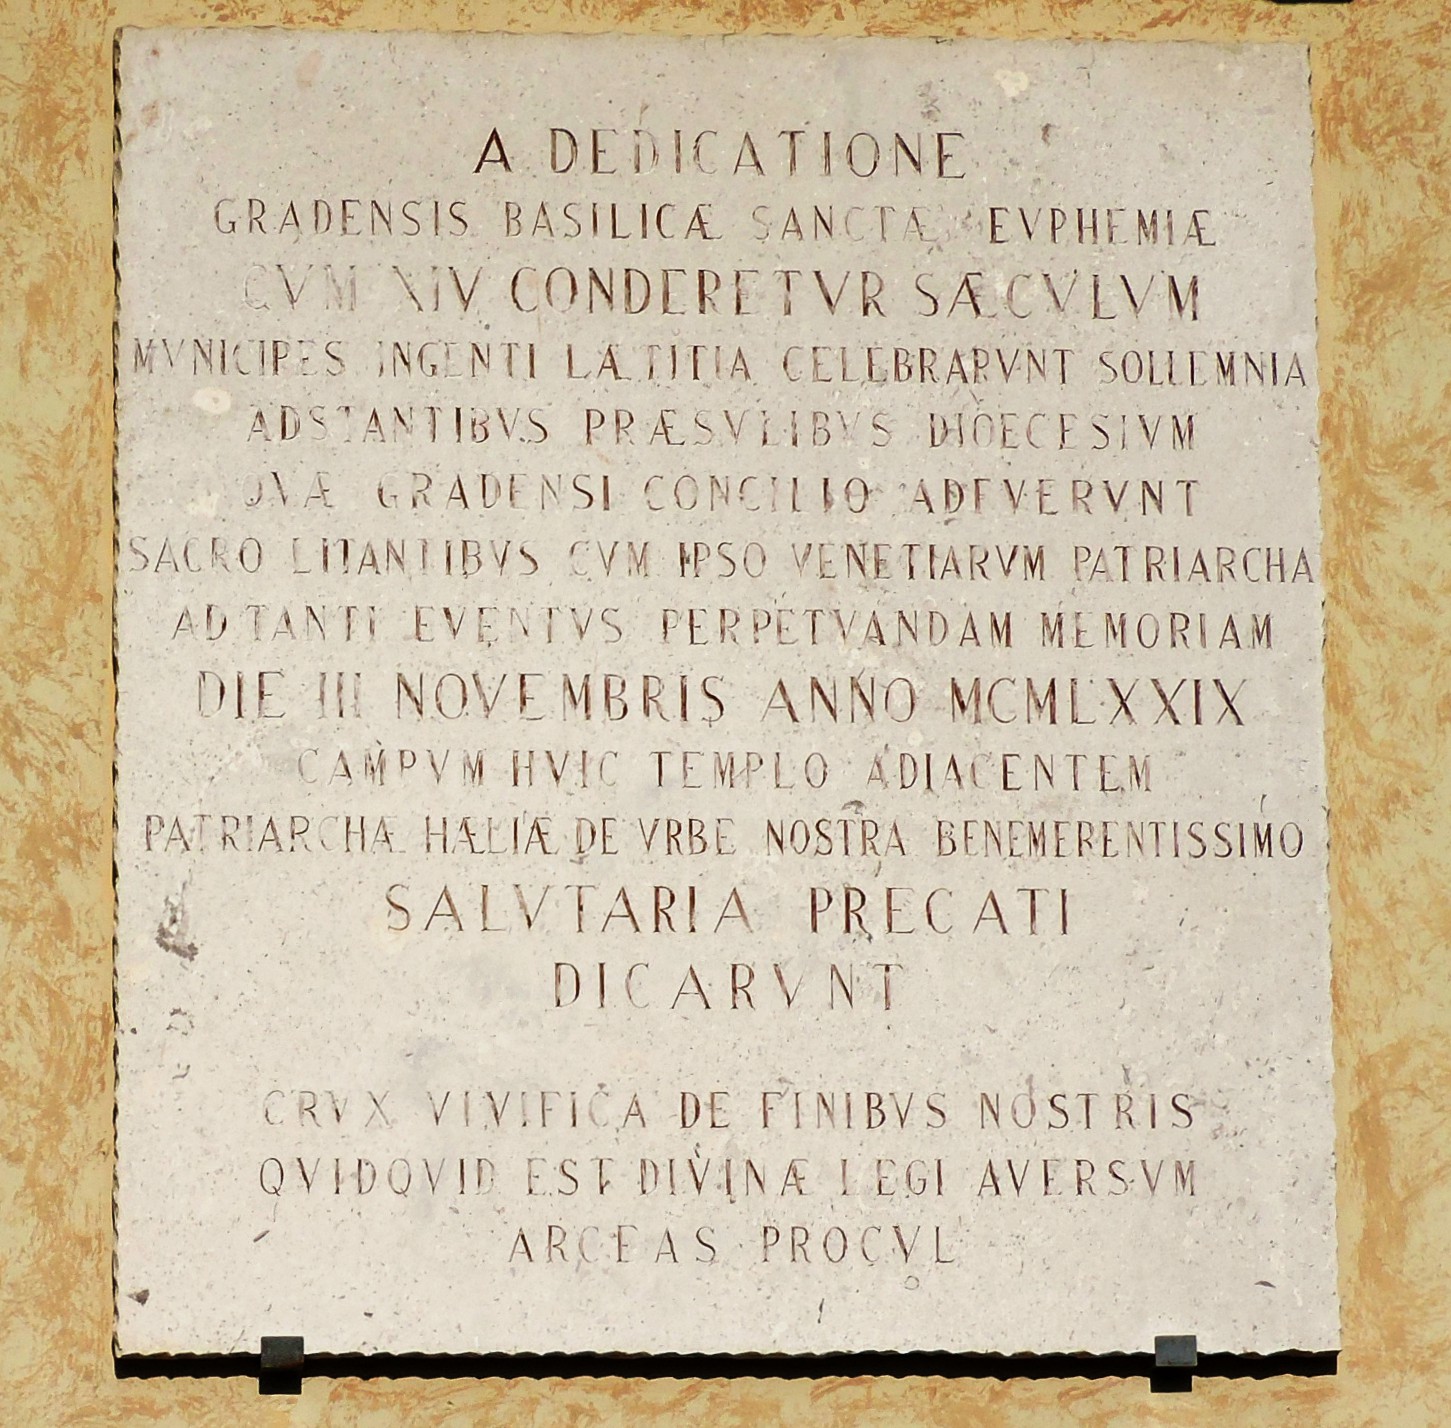 A DEDICATIONE
GRADENSIS BASILICÆ SANCTÆ EVPHEMIÆ
CVM XIV CONDERETVR SÆCVLVM
MVNICIPES INGENTI LÆTITIA CELEBRARVNT SOLLEMNIA
ADSTANTIBVS PRÆSVLIBVS DIOECESIVM
QVÆ GRADENSI CONCILIO ADFVERVNT
SACRO LITANTIBVS CVM IPSO VENETIARVM PATRIARCHA
AD TANTI EVENTVS PERPETVANDAM MEMORIAM
DIE III NOVEMBRIS ANNO MCMLXXIX
CAMPVM HVIC TEMPLO ADIACENTEM
PATRIARCHÆ HÆLIÆ DE VRBE NOSTRA BENEMERENTISSIMO
SALVTARIA PRECATI
DICARVNT
CRVX VIVIFICA DE FINIBVS NOSTRIS
QVIDQVID EST DIVINÆ LEGI AVERSVM
ARCEAS PROCVL